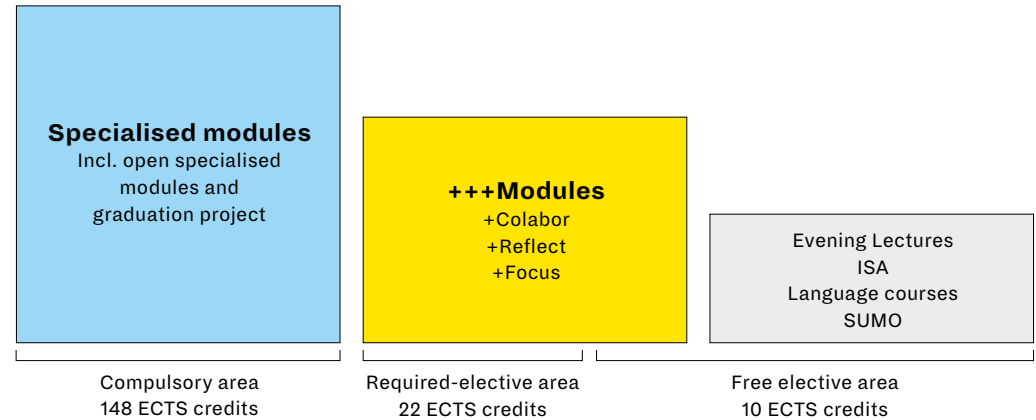 Specialised modules
Incl. open specialised
modules and
graduation project
+++Modules
+Colabor
+Reflect
+Focus
Evening Lectures
ISA
Language courses
SUMO
Compulsory area
148 ECTS credits
Required-elective area
22 ECTS credits
Free elective area
10 ECTS credits